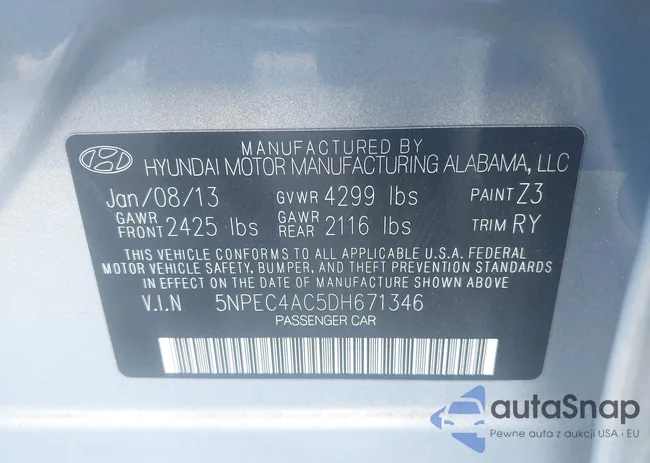 MANUFACTURED BY
HYUNDAI MOTOR MANUFACTURING ALABAMA, LLC
Jan/08/13 GVWR 4299 lbs PAINT Z3
GAWR FRONT 2425 lbs GAWR REAR 2116 lbs TRIM RY
THIS VEHICLE CONFORMS TO ALL APPLICABLE U.S.A. FEDERAL
MOTOR VEHICLE SAFETY, BUMPER, AND THEFT PREVENTION STANDARDS
IN EFFECT ON THE DATE OF MANUFACTURE SHOWN ABOVE.
V.I.N 5NPEC4AC5DH671346
PASSENGER CAR
autaSnap
Pewne auta z aukcji USA i EU